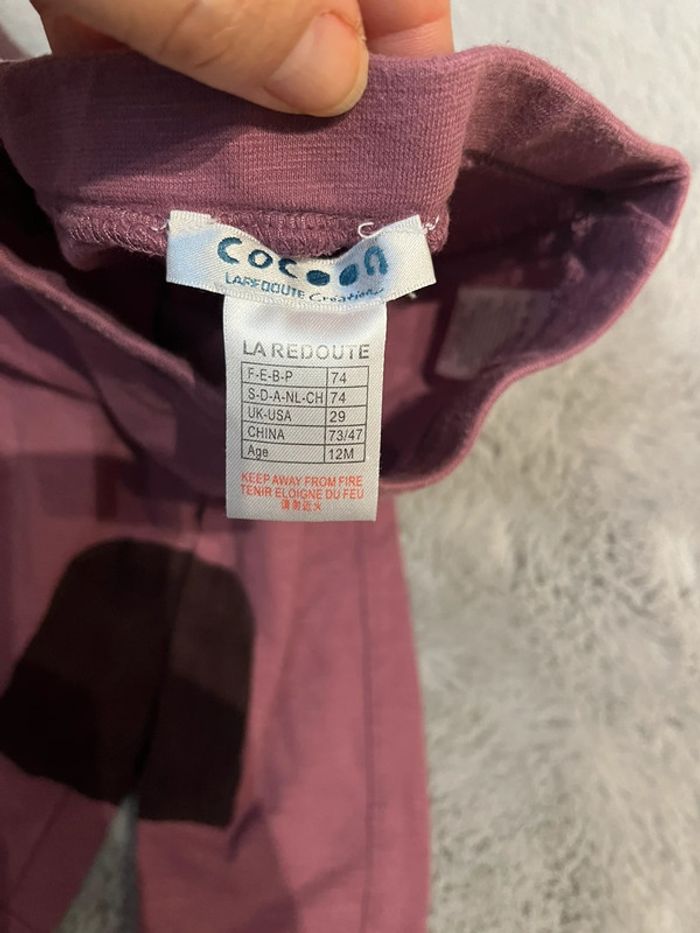 cocoon
LAREDOUTE Creation
LA REDOUTE
F-E-B-P 74
S-D-A-NL-CH 74
UK-USA 29
CHINA 73/47
Age 12M
KEEP AWAY FROM FIRE
TENIR ELOIGNE DU FEU
请勿近火